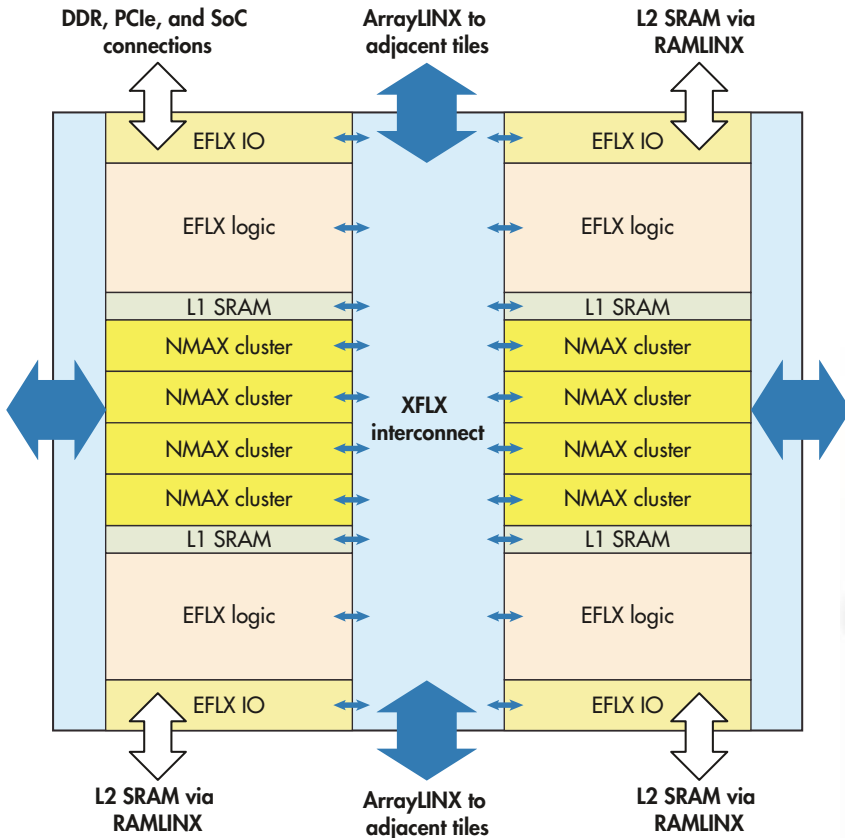 DDR, PCIe, and SoC
connections
ArrayLINX to
adjacent tiles
L2 SRAM via
RAMLINX
EFLX IO
EFLX IO
EFLX logic
EFLX logic
L1 SRAM
L1 SRAM
NMAX cluster
NMAX cluster
NMAX cluster
NMAX cluster
XFLX
interconnect
NMAX cluster
NMAX cluster
NMAX cluster
NMAX cluster
L1 SRAM
L1 SRAM
EFLX logic
EFLX logic
EFLX IO
EFLX IO
L2 SRAM via
RAMLINX
ArrayLINX to
adjacent tiles
L2 SRAM via
RAMLINX